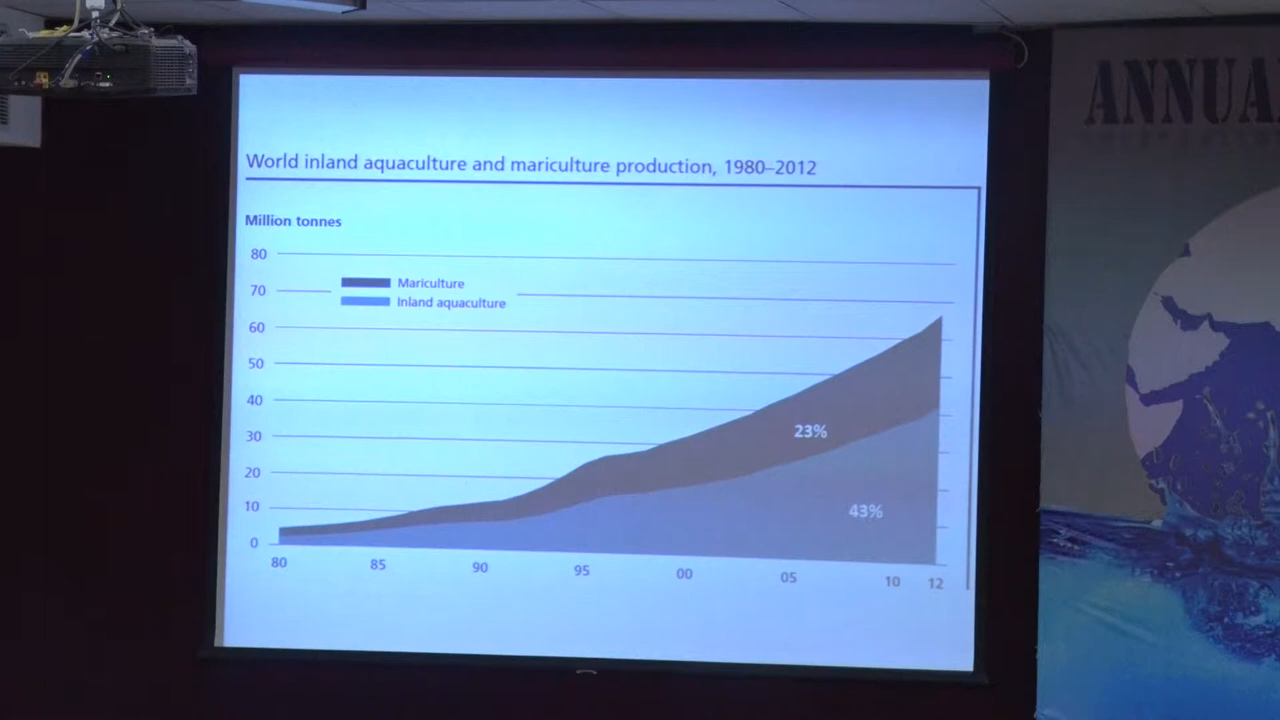 ANNUA
World inland aquaculture and mariculture production, 1980–2012
Million tonnes
80
70
60
50
40
30
20
10
0
Mariculture
Inland aquaculture
23%
43%
80 85 90 95 00 05 10 12